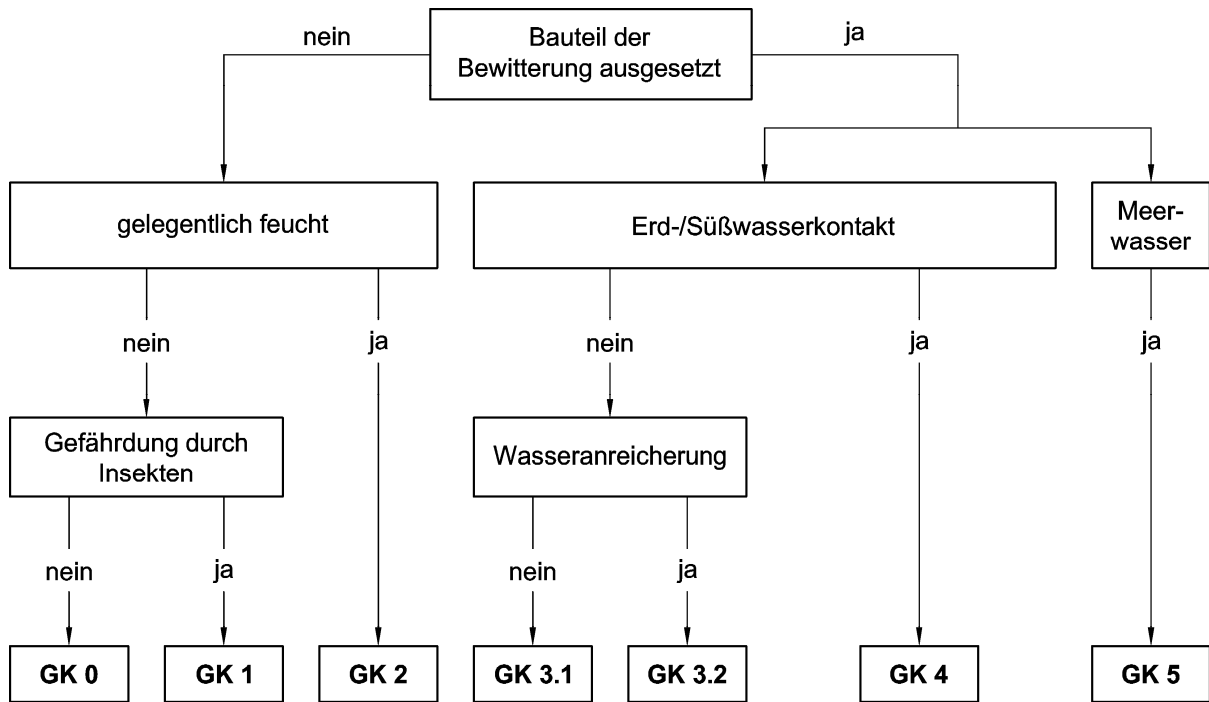 nein
Bauteil der
Bewitterung ausgesetzt
ja
gelegentlich feucht
Erd-/Süßwasserkontakt
Meer-
wasser
nein
ja
nein
ja
ja
Gefährdung durch
Insekten
Wasseranreicherung
nein
ja
nein
ja
GK 0
GK 1
GK 2
GK 3.1
GK 3.2
GK 4
GK 5